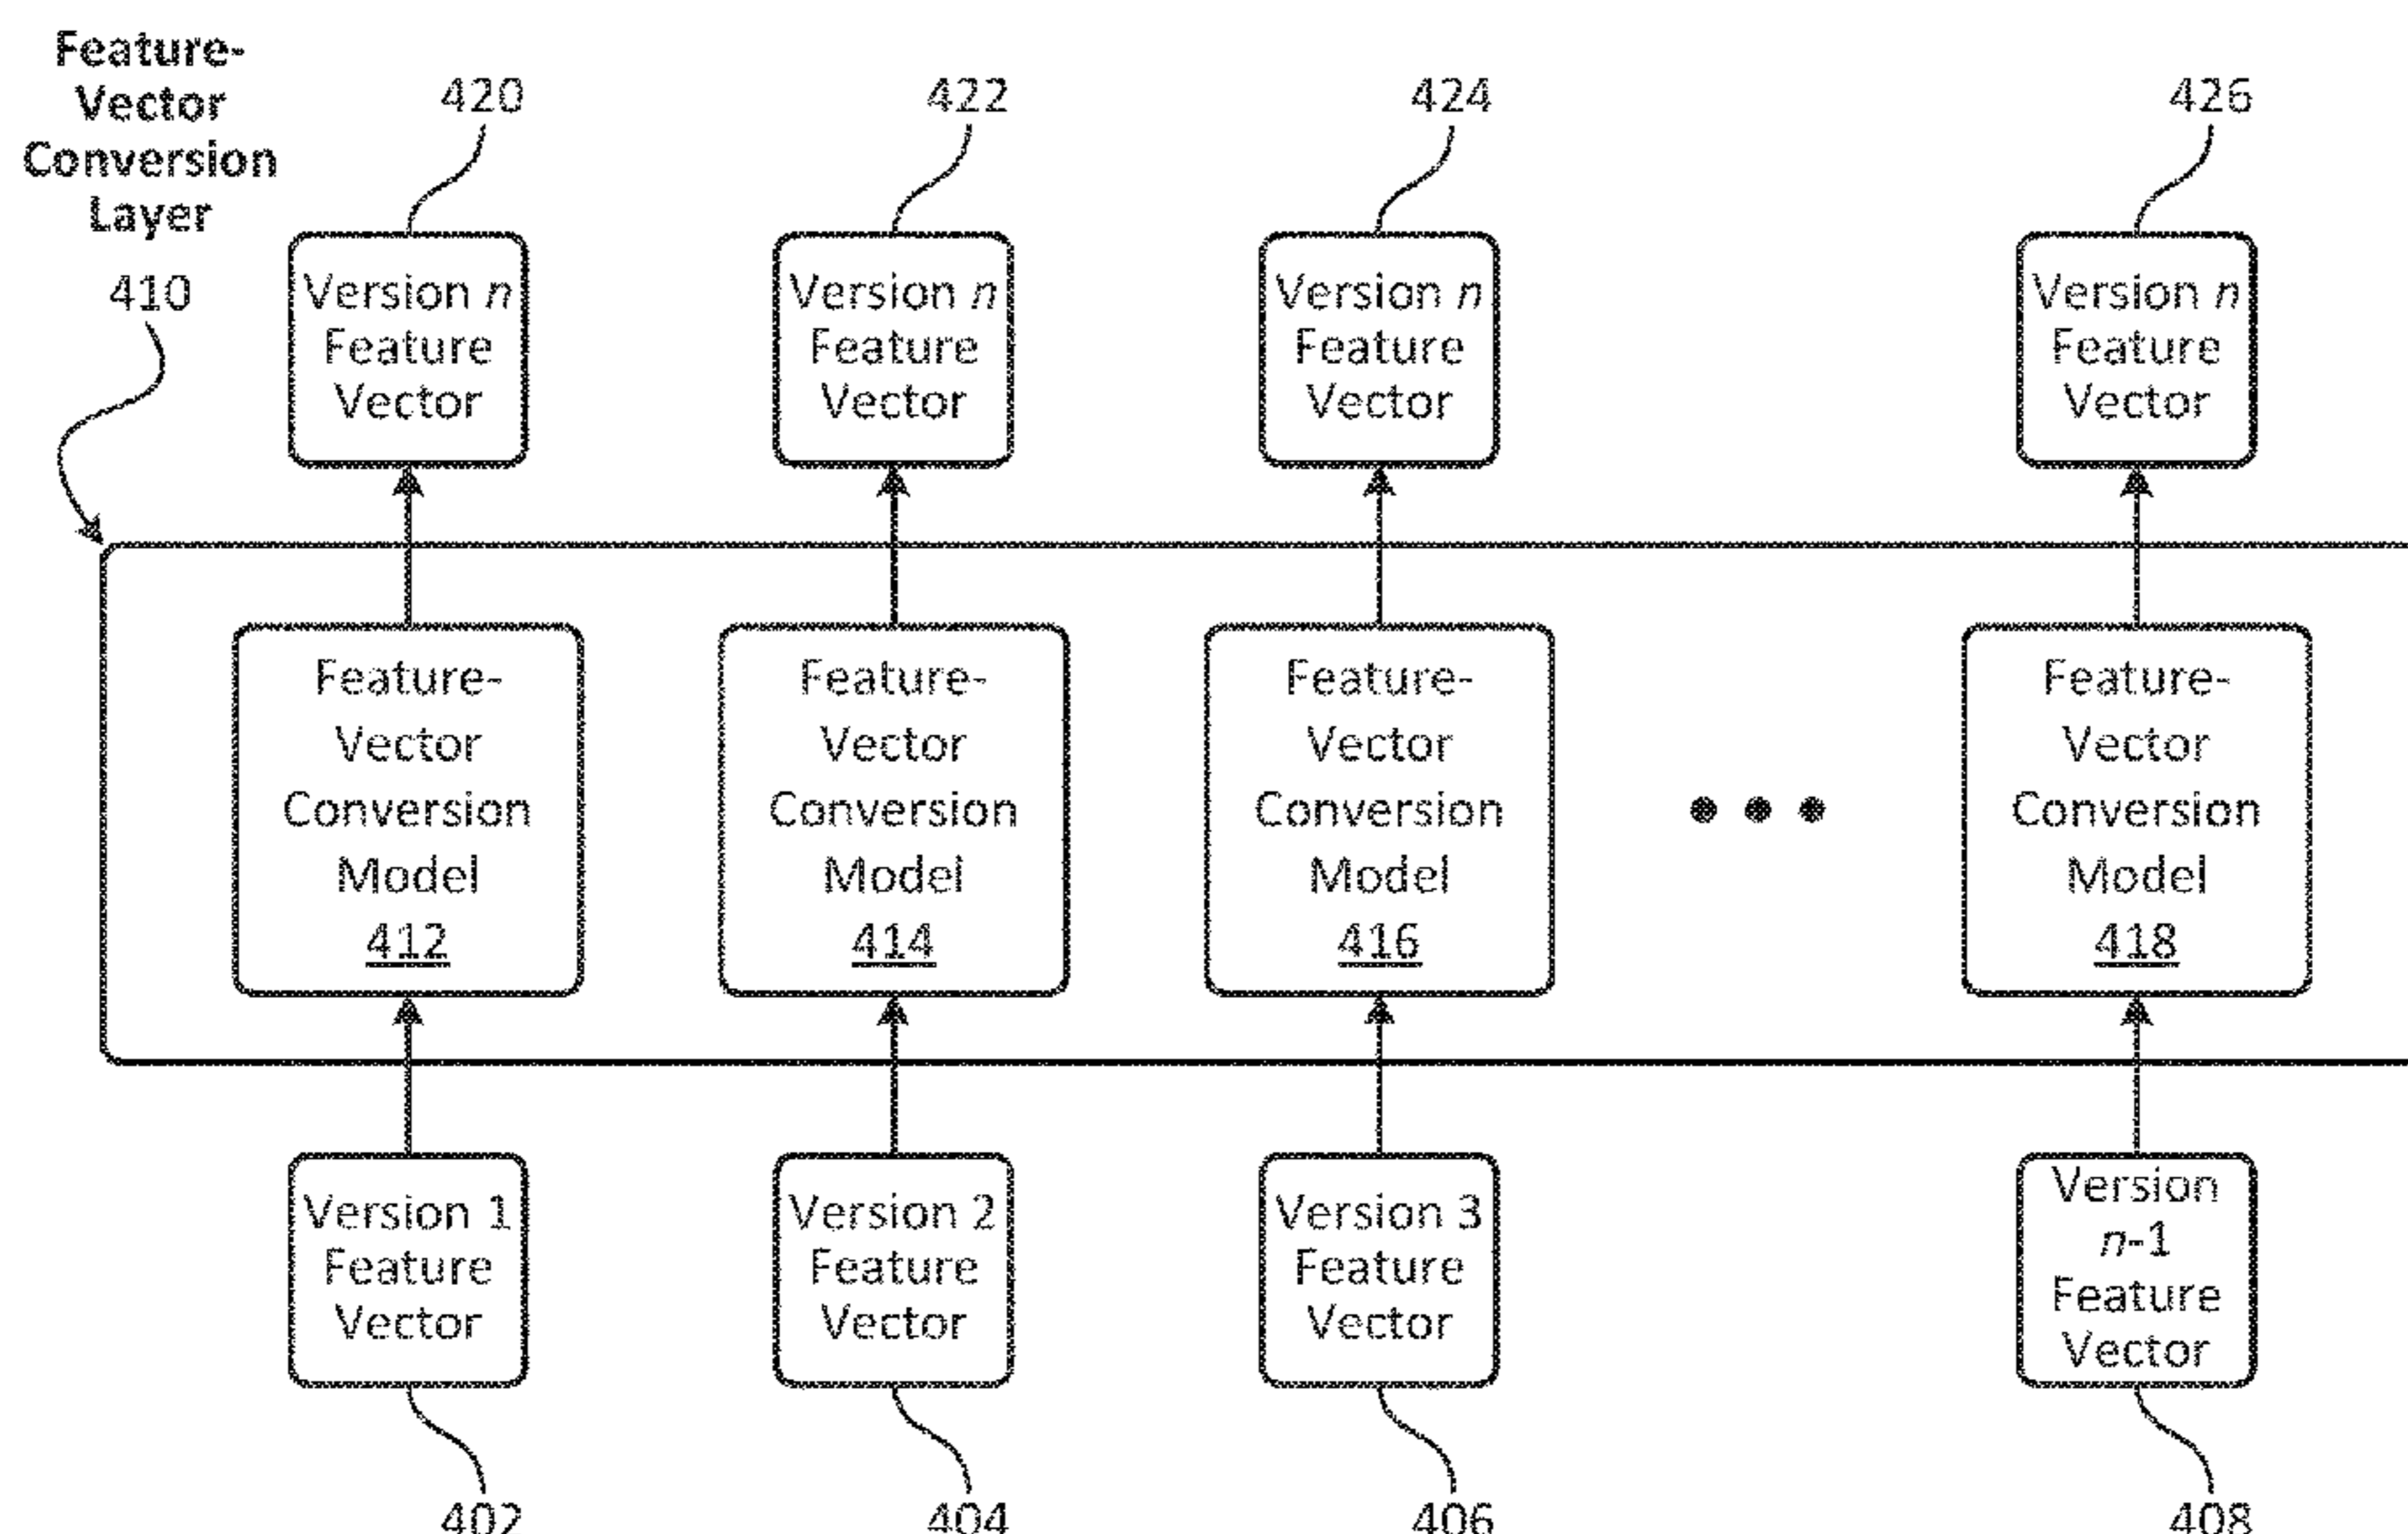 Feature-
Vector
Conversion
Layer
410
420
422
424
426
Version n
Feature
Vector
Version n
Feature
Vector
Version n
Feature
Vector
Version n
Feature
Vector
Feature-
Vector
Conversion
Model
412
Feature-
Vector
Conversion
Model
414
Feature-
Vector
Conversion
Model
416
Feature-
Vector
Conversion
Model
418
Version 1
Feature
Vector
Version 2
Feature
Vector
Version 3
Feature
Vector
Version
n-1
Feature
Vector
402
404
406
408